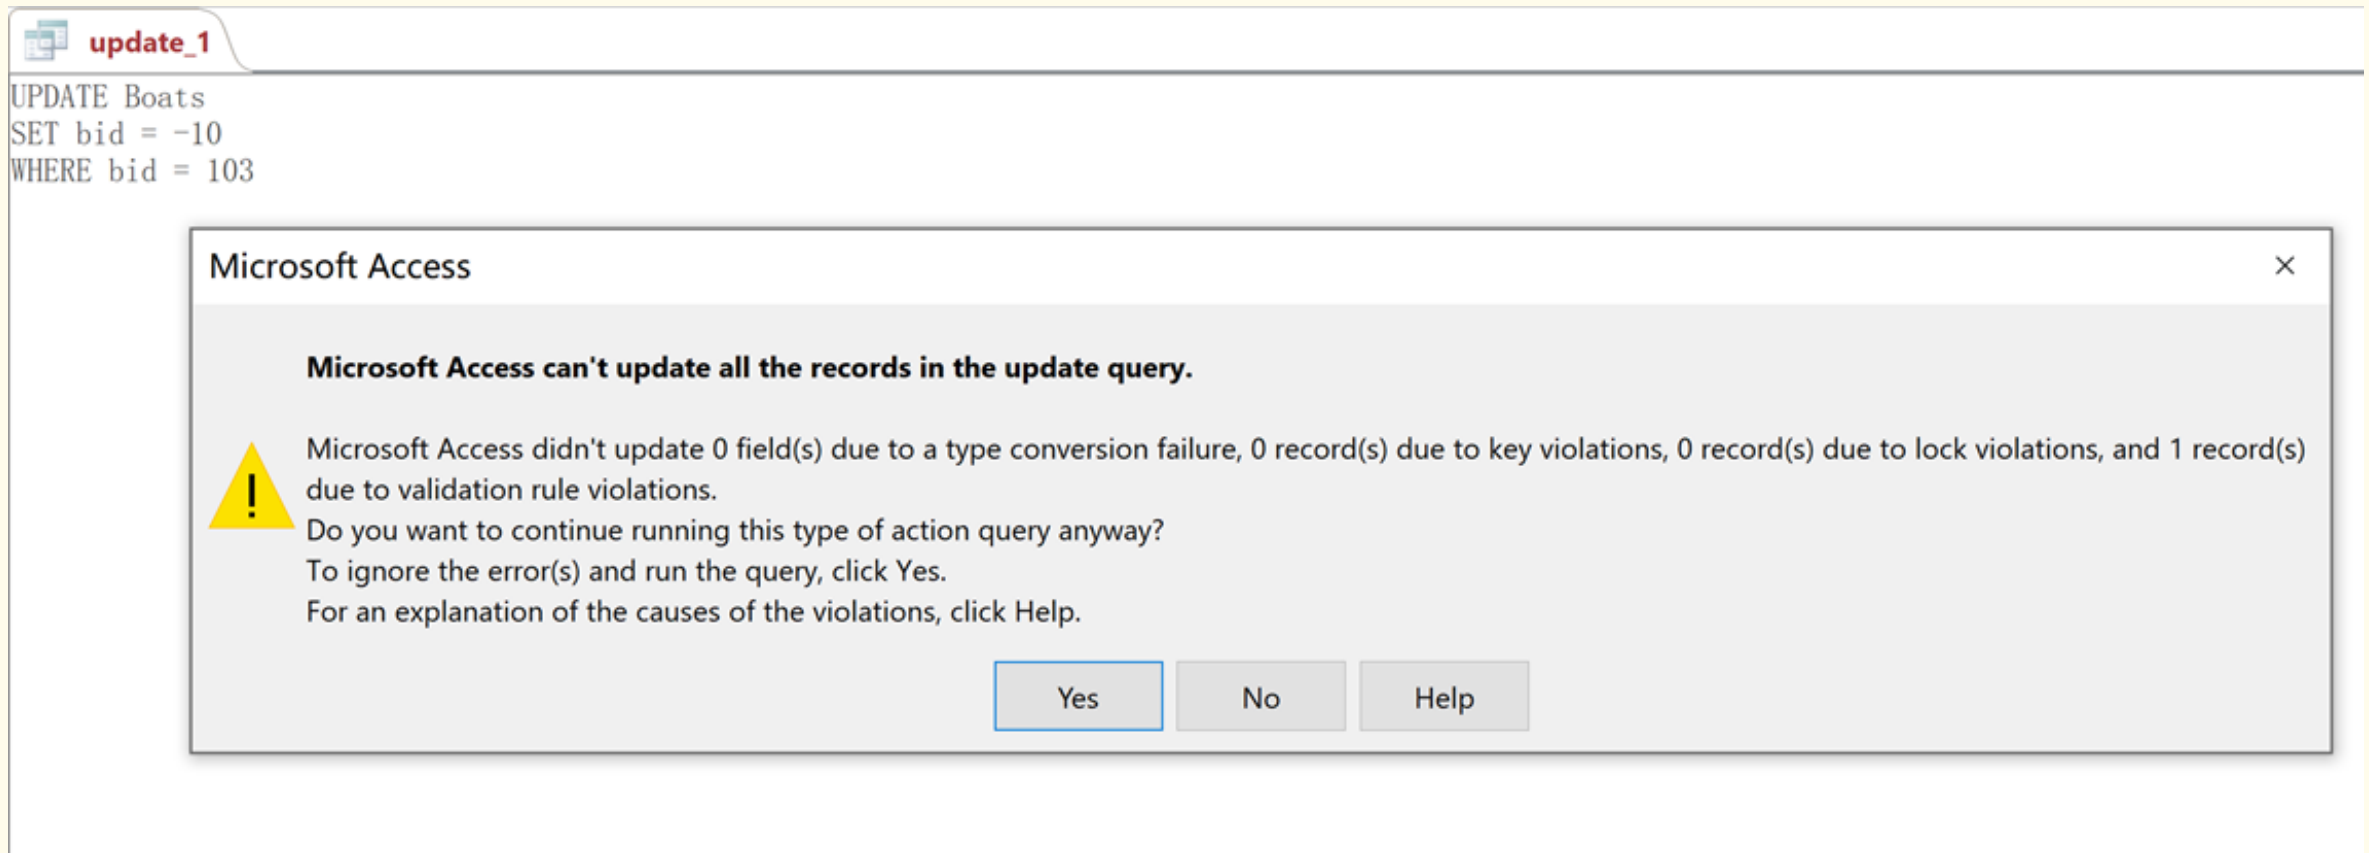 update_1
UPDATE Boats
SET bid = -10
WHERE bid = 103
Microsoft Access
Microsoft Access can't update all the records in the update query.
Microsoft Access didn't update 0 field(s) due to a type conversion failure, 0 record(s) due to key violations, 0 record(s) due to lock violations, and 1 record(s)
due to validation rule violations.
Do you want to continue running this type of action query anyway?
To ignore the error(s) and run the query, click Yes.
For an explanation of the causes of the violations, click Help.
Yes No Help